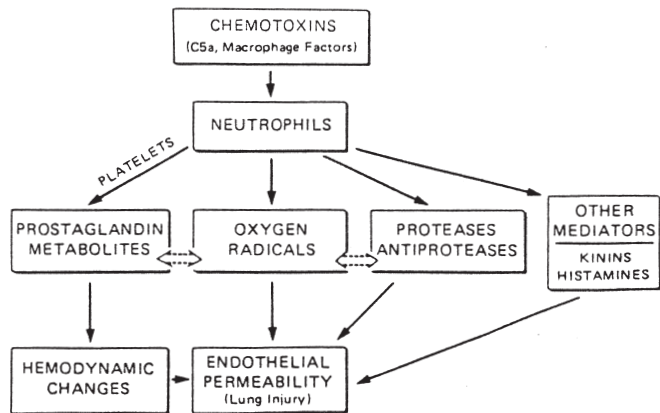 CHEMOTOXINS
(C5a, Macrophage Factors)
NEUTROPHILS
PLATELETS
PROSTAGLANDIN
METABOLITES
OXYGEN
RADICALS
PROTEASES
ANTIPROTEASES
OTHER
MEDIATORS
KININS
HISTAMINES
HEMODYNAMIC
CHANGES
ENDOTHELIAL
PERMEABILITY
(Lung Injury)